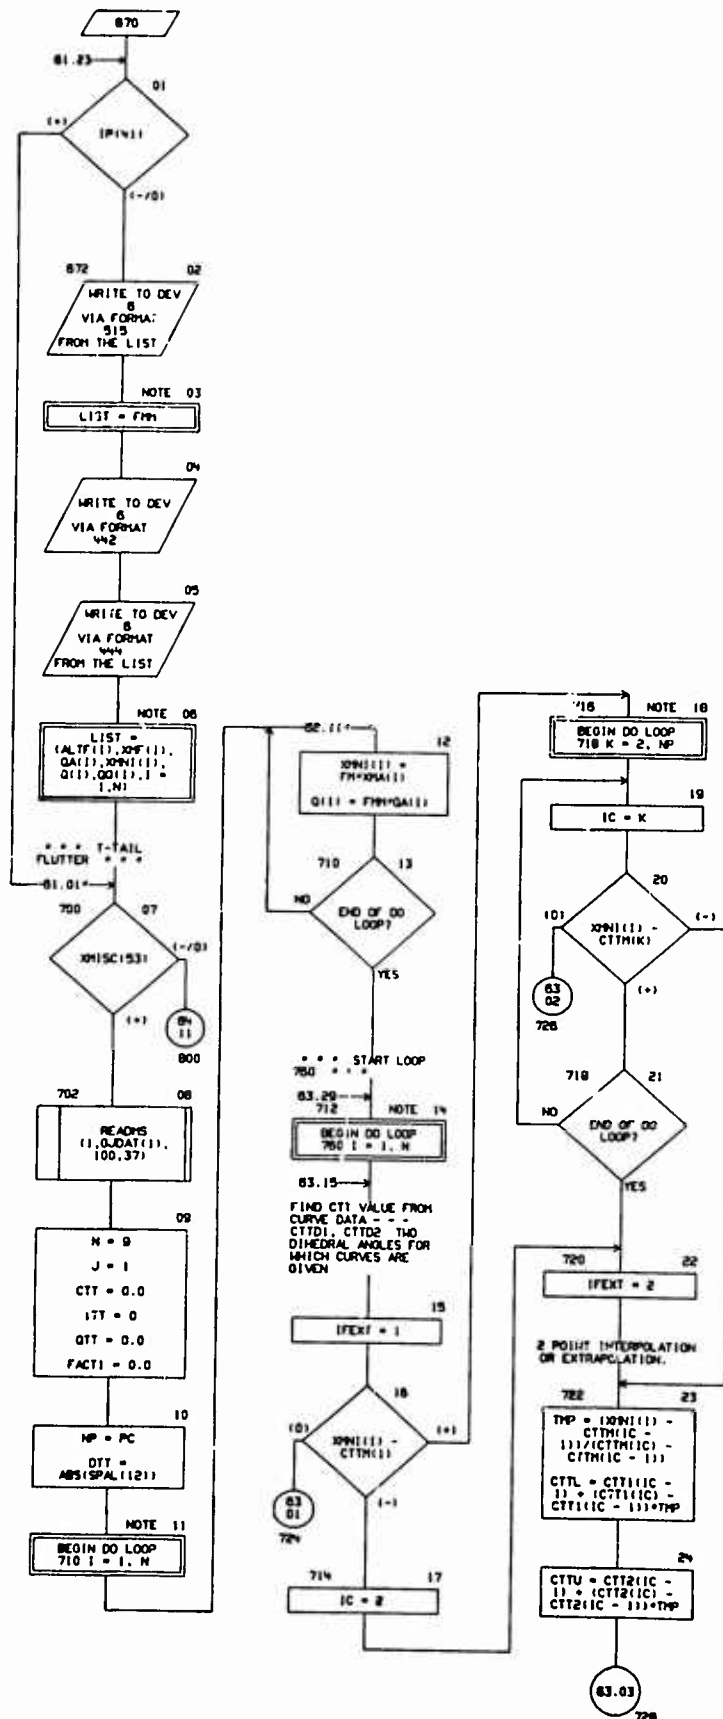 870
61.23
01
IP(41)
(+)
(-/0)
872
02
WRITE TO DEV
6
VIA FORMAT
515
FROM THE LIST
NOTE 03
LIST = FMM
04
WRITE TO DEV
6
VIA FORMAT
442
05
WRITE TO DEV
6
VIA FORMAT
444
FROM THE LIST
NOTE 06
LIST =
(ALTF(I),XMF(I),
QA(I),XMNI(I),
Q(I),QQ(I),I =
1,N)
* * * T-TAIL
FLUTTER * * *
61.01*
700
07
XMISC(53)
(-/0)
(+)
64
11
800
702
08
READMS
(1,OJDAT(1),
100,37)
09
N = 9
J = 1
CTT = 0.0
ITT = 0
QTT = 0.0
FACT1 = 0.0
10
NP = PC
DTT =
ABS(SPAL(12))
NOTE 11
BEGIN DO LOOP
710 I = 1, N
62.11*
12
XMNI(I) =
FM*XMA(I)
Q(I) = FMM*QA(I)
710
13
NO
END OF DO
LOOP?
YES
* * * START LOOP
760 * * *
63.29
712
NOTE 14
BEGIN DO LOOP
760 I = 1, N
63.15
FIND CTT VALUE FROM
CURVE DATA - - -
CTTD1, CTTD2 TWO
DIHEDRAL ANGLES FOR
WHICH CURVES ARE
GIVEN
15
IFEXT = 1
16
(0)
XMNI(I) -
CTTM(1)
(+)
(-)
63
01
724
714
17
IC = 2
716
NOTE 18
BEGIN DO LOOP
718 K = 2, NP
19
IC = K
20
(0)
XMNI(I) -
CTTM(K)
(-)
(+)
63
02
726
718
21
NO
END OF DO
LOOP?
YES
720
22
IFEXT = 2
2 POINT INTERPOLATION
OR EXTRAPOLATION.
722
23
TMP = (XMNI(I) -
CTTM(IC -
1))/(CTTM(IC) -
CTTM(IC - 1))
CTTL = CTT1(IC -
1) + (CTT1(IC) -
CTT1(IC - 1))*TMP
24
CTTU = CTT2(IC -
1) + (CTT2(IC) -
CTT2(IC - 1))*TMP
63.03
728